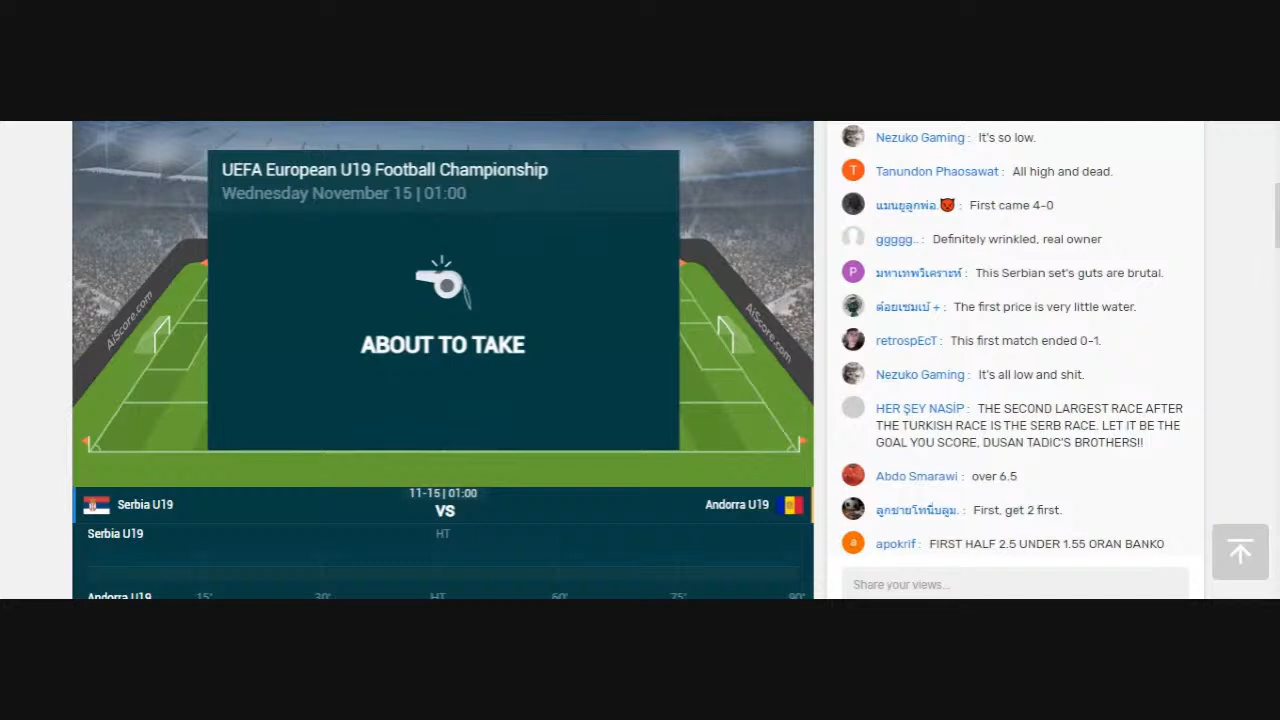 UEFA European U19 Football Championship
Wednesday November 15 | 01:00
ABOUT TO TAKE
AiScore.com
AiScore.com
Serbia U19
11-15 | 01:00
VS
Andorra U19
Serbia U19
HT
Andorra U19
15'
30'
HT
60'
75'
90'
Nezuko Gaming : It's so low.
Tanundon Phaosawat : All high and dead.
แมนยูลูกพ่อ.👹 : First came 4-0
ggggg.. : Definitely wrinkled, real owner
มหาเทพวิเคราะห์ : This Serbian set's guts are brutal.
ต๋อยเซมเบ้ + : The first price is very little water.
retrospEcT : This first match ended 0-1.
Nezuko Gaming : It's all low and shit.
HER ŞEY NASİP : THE SECOND LARGEST RACE AFTER
THE TURKISH RACE IS THE SERB RACE. LET IT BE THE
GOAL YOU SCORE, DUSAN TADIC'S BROTHERS!!
Abdo Smarawi : over 6.5
ลูกชายโทนี่บลูม. : First, get 2 first.
apokrif : FIRST HALF 2.5 UNDER 1.55 ORAN BANKO
Share your views...
T
P
a